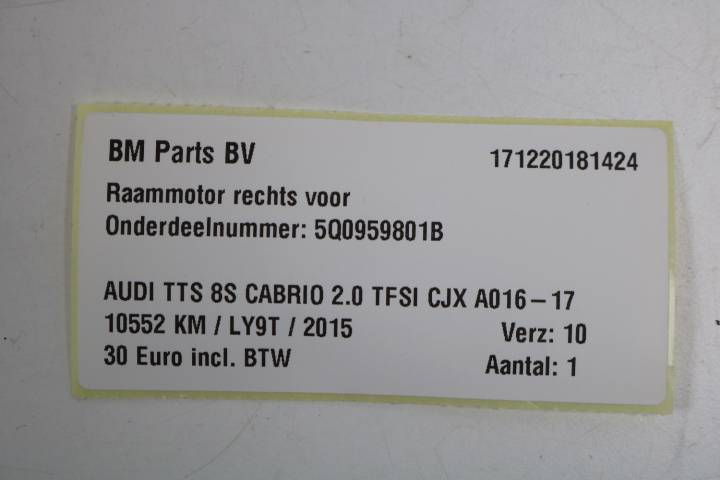 BM Parts BV 171220181424
Raammotor rechts voor
Onderdeelnummer: 5Q0959801B
AUDI TTS 8S CABRIO 2.0 TFSI CJX A016-17
10552 KM / LY9T / 2015 Verz: 10
30 Euro incl. BTW Aantal: 1